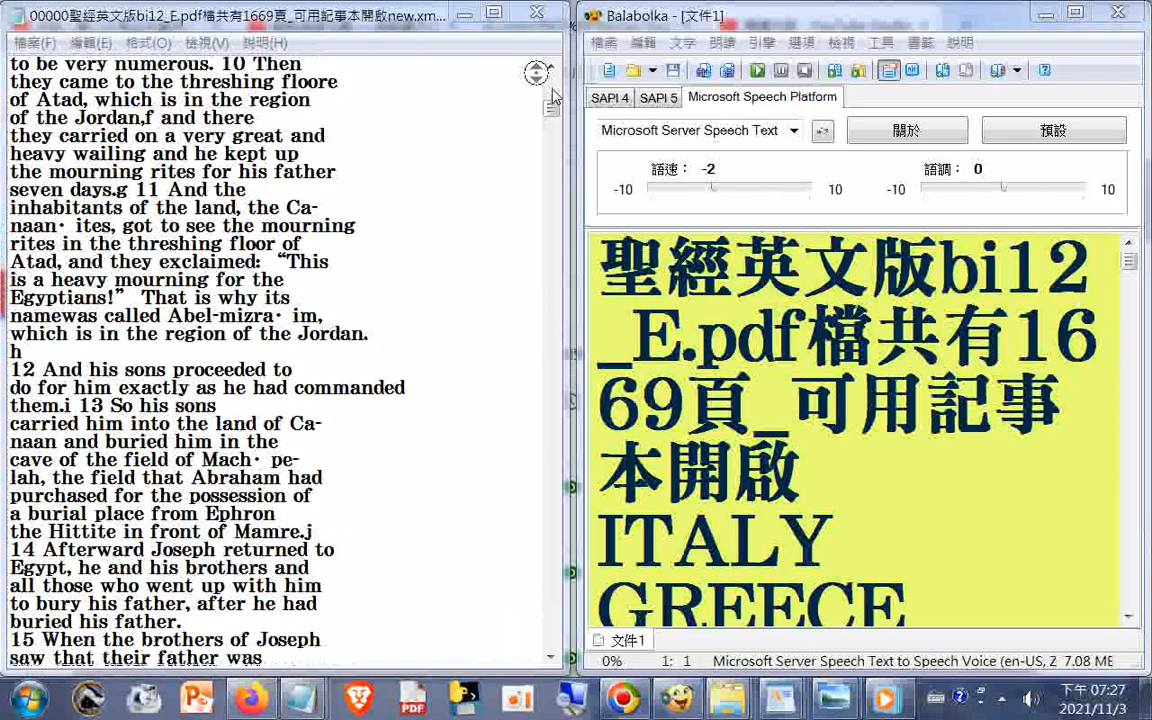 00000聖經英文版bi12_E.pdf檔共有1669頁_可用記事本開啟new.xm...
檔案(F) 編輯(E) 格式(O) 檢視(V) 說明(H)
to be very numerous. 10 Then
they came to the threshing floore
of Atad, which is in the region
of the Jordan,f and there
they carried on a very great and
heavy wailing and he kept up
the mourning rites for his father
seven days.g 11 And the
inhabitants of the land, the Ca-
naan· ites, got to see the mourning
rites in the threshing floor of
Atad, and they exclaimed: “This
is a heavy mourning for the
Egyptians!” That is why its
namewas called Abel-mizra· im,
which is in the region of the Jordan.
h
12 And his sons proceeded to
do for him exactly as he had commanded
them.i 13 So his sons
carried him into the land of Ca-
naan and buried him in the
cave of the field of Mach· pe-
lah, the field that Abraham had
purchased for the possession of
a burial place from Ephron
the Hittite in front of Mamre.j
14 Afterward Joseph returned to
Egypt, he and his brothers and
all those who went up with him
to bury his father, after he had
buried his father.
15 When the brothers of Joseph
saw that their father was
Balabolka - [文件1]
檔案 編輯 文字 朗讀 引擎 選項 檢視 工具 書籤 說明
SAPI 4 SAPI 5 Microsoft Speech Platform
Microsoft Server Speech Text 關於 預設
語速： -2 語調： 0
-10 10 -10 10
聖經英文版bi12
_E.pdf檔共有16
69頁_可用記事
本開啟
ITALY
GREECE
文件1
0% 1: 1 Microsoft Server Speech Text to Speech Voice (en-US, Z 7.08 ME
PDF
下午 07:27
2021/11/3